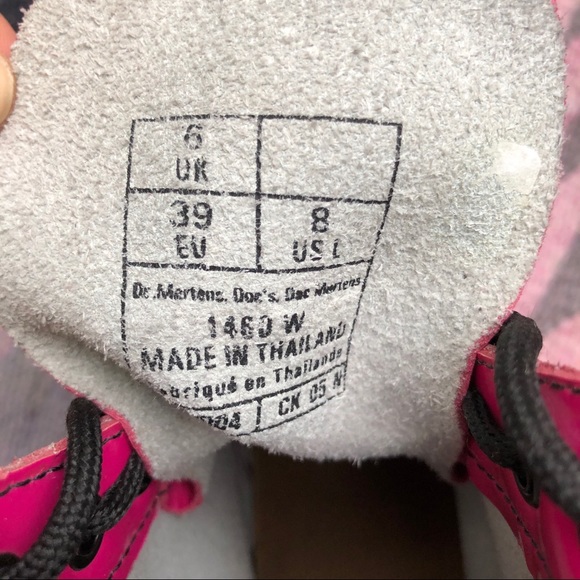 6
UK
39
EU
8
US L
Dr. Martens. Doc's. Doc Martens
1460 W
MADE IN THAILAND
en Thailande
CK 05 N